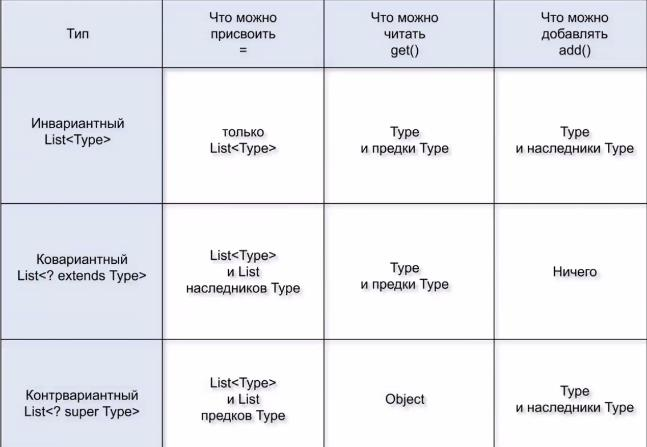 Тип
Что можно
присвоить
=
Что можно
читать
get()
Что можно
добавлять
add()
Инвариантный
List<Type>
только
List<Type>
Type
и предки Type
Type
и наследники Type
Ковариантный
List<? extends Type>
List<Type>
и List
наследников Type
Type
и предки Type
Ничего
Контрвариантный
List<? super Type>
List<Type>
и List
предков Type
Object
Type
и наследники Type